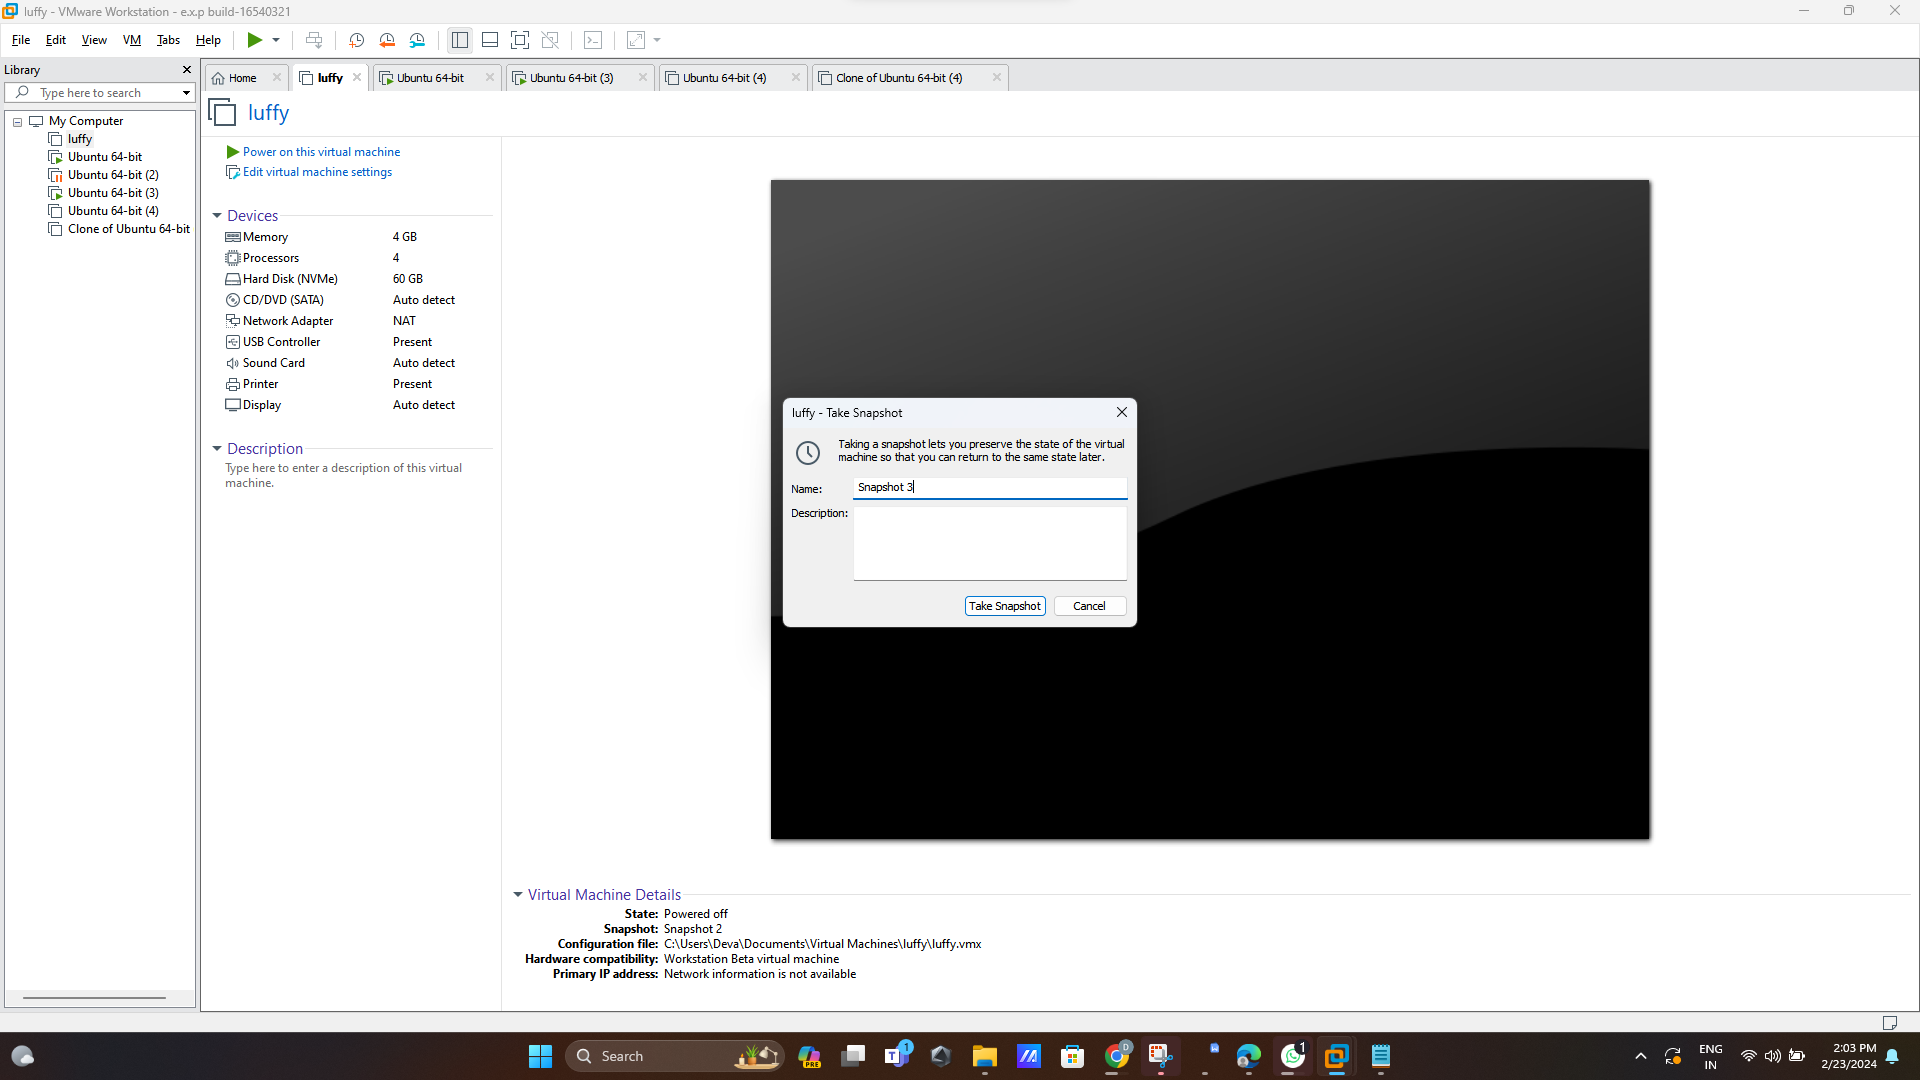 luffy - VMware Workstation - e.x.p build-16540321
File Edit View VM Tabs Help
Library
Type here to search
My Computer
luffy
Ubuntu 64-bit
Ubuntu 64-bit (2)
Ubuntu 64-bit (3)
Ubuntu 64-bit (4)
Clone of Ubuntu 64-bit
Home luffy Ubuntu 64-bit Ubuntu 64-bit (3) Ubuntu 64-bit (4) Clone of Ubuntu 64-bit (4)
luffy
Power on this virtual machine
Edit virtual machine settings
Devices
Memory 4 GB
Processors 4
Hard Disk (NVMe) 60 GB
CD/DVD (SATA) Auto detect
Network Adapter NAT
USB Controller Present
Sound Card Auto detect
Printer Present
Display Auto detect
Description
Type here to enter a description of this virtual
machine.
luffy - Take Snapshot
Taking a snapshot lets you preserve the state of the virtual
machine so that you can return to the same state later.
Name: Snapshot 3
Description:
Take Snapshot Cancel
Virtual Machine Details
State: Powered off
Snapshot: Snapshot 2
Configuration file: C:\Users\Deva\Documents\Virtual Machines\luffy\luffy.vmx
Hardware compatibility: Workstation Beta virtual machine
Primary IP address: Network information is not available
Search
PRE
T
1
D
1
ENG
IN
2:03 PM
2/23/2024